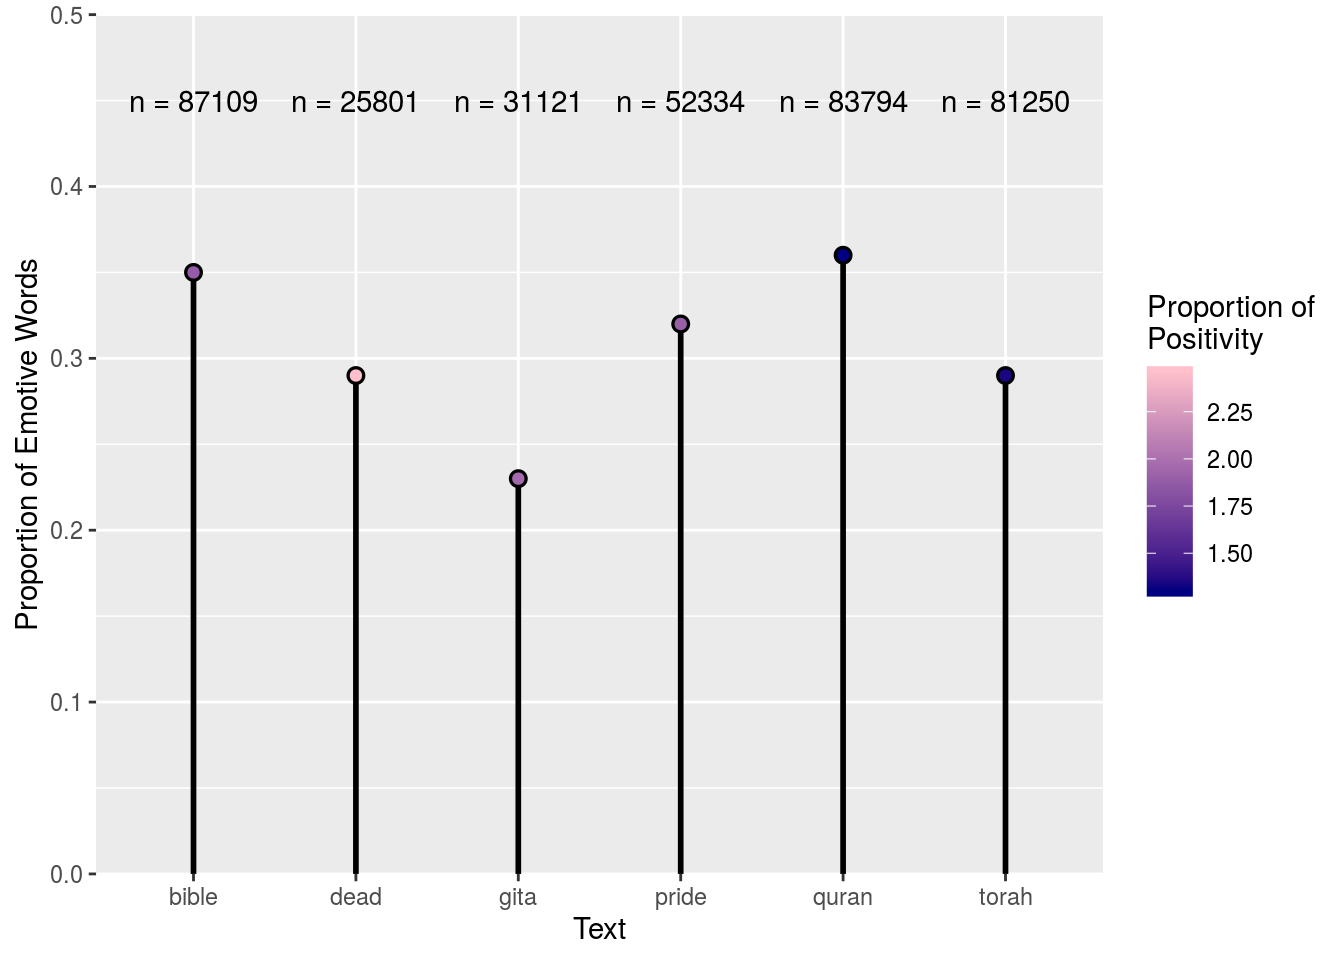 0.5
n = 87109 n = 25801 n = 31121 n = 52334 n = 83794 n = 81250
0.4
0.3
0.2
0.1
0.0
Proportion of Emotive Words
bible dead gita pride quran torah
Text
Proportion of
Positivity
2.25
2.00
1.75
1.50